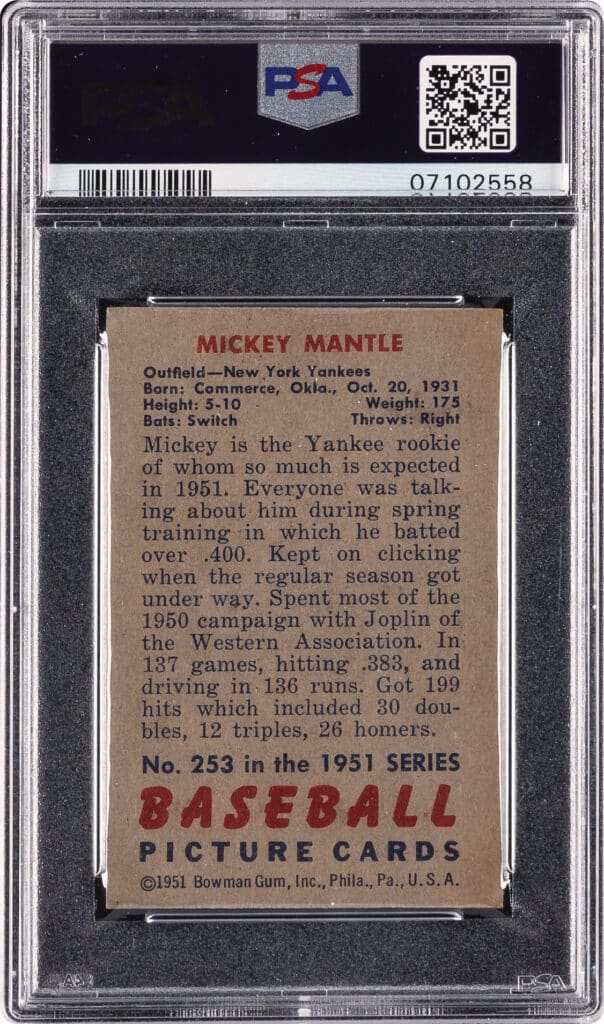 PSA
PSA
07102558
MICKEY MANTLE
Outfield—New York Yankees
Born: Commerce, Okla., Oct. 20, 1931
Height: 5-10 Weight: 175
Bats: Switch Throws: Right
Mickey is the Yankee rookie
of whom so much is expected
in 1951. Everyone was talk-
ing about him during spring
training in which he batted
over .400. Kept on clicking
when the regular season got
under way. Spent most of the
1950 campaign with Joplin of
the Western Association. In
137 games, hitting .383, and
driving in 136 runs. Got 199
hits which included 30 dou-
bles, 12 triples, 26 homers.
No. 253 in the 1951 SERIES
BASEBALL
PICTURE CARDS
©1951 Bowman Gum, Inc., Phila., Pa., U.S.A.
PSA